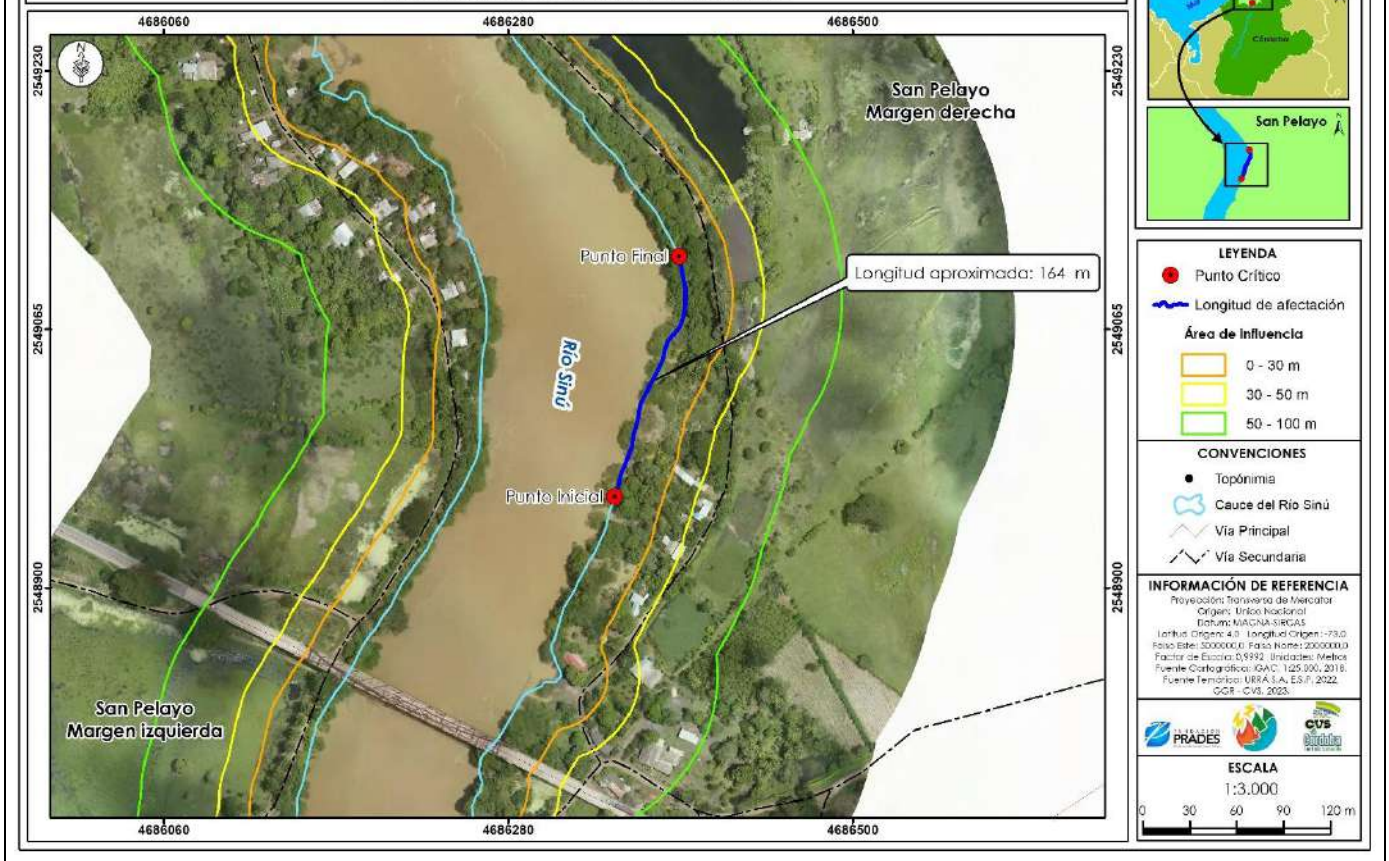 4686060
4686280
4686500
2549230
2549065
2548900
2549230
2549065
2548900
4686060
4686280
4686500
N
San Pelayo
Margen derecha
Punto Final
Longitud aproximada: 164 m
Río Sinú
Punto Inicial
San Pelayo
Margen izquierda
San Pelayo
LEYENDA
Punto Crítico
Longitud de afectación
Área de Influencia
0 - 30 m
30 - 50 m
50 - 100 m
CONVENCIONES
Topónimia
Cauce del Río Sinú
Vía Principal
Vía Secundaria
INFORMACIÓN DE REFERENCIA
Proyección: Transversa de Mercator
Origen: Unico Nacional
Datum: MAGNA-SIRGAS
Latitud Origen: 4.0 Longitud Origen: -73.0
Falso Este: 5000000,0 Falso Norte: 2000000,0
Factor de Escala: 0,9992 Unidades: Metros
Fuente Cartográfica: IGAC, 1:25.000, 2018.
Fuente Temática: URRÁ S.A. E.S.P. 2022
CGR - CVS, 2023.
PRADES
CVS
Córdoba
ESCALA
1:3.000
0 30 60 90 120 m